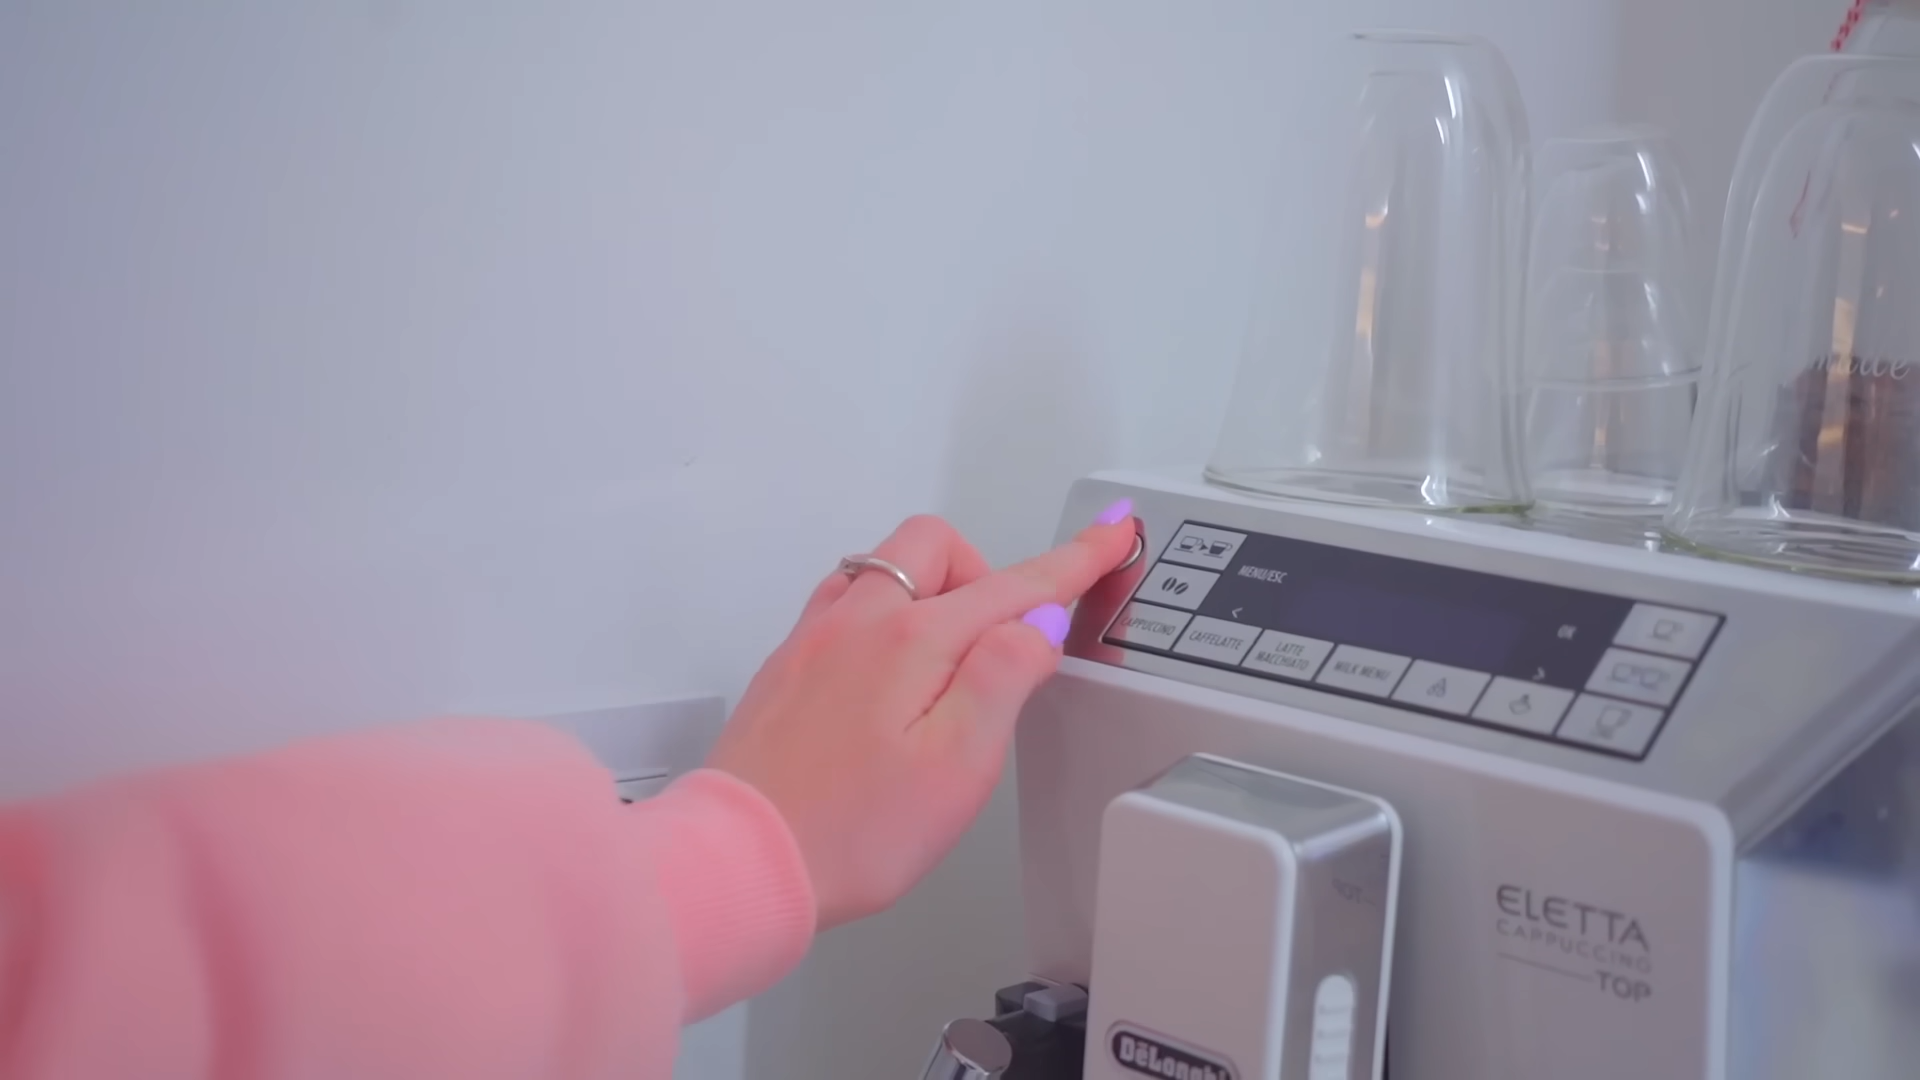 MENU/ESC
OK
CAPPUCCINO
CAFFELATTE
LATTE
MACCHIATO
MILK MENU
ELETTA
CAPPUCCINO
TOP
DeLonghi